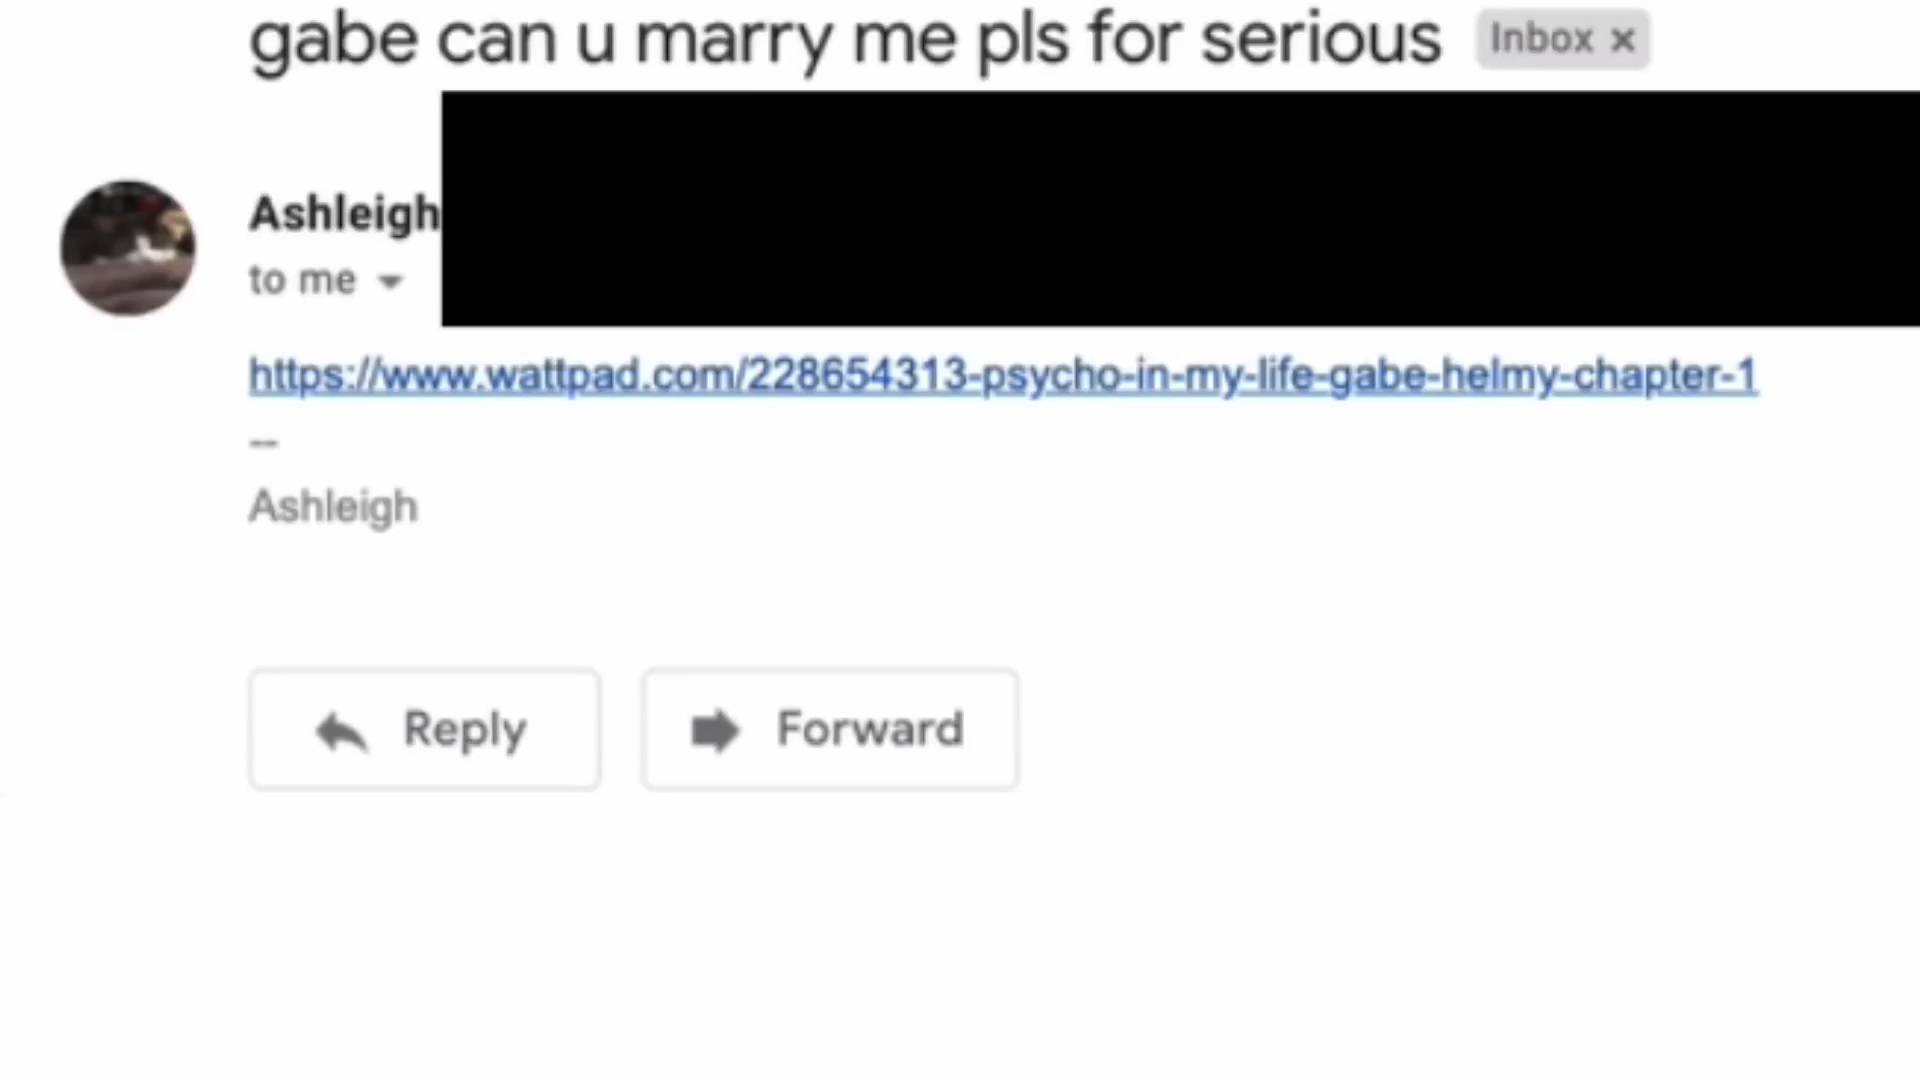 gabe can u marry me pls for serious Inbox x
Ashleigh
to me
https://www.wattpad.com/228654313-psycho-in-my-life-gabe-helmy-chapter-1
--
Ashleigh
Reply Forward